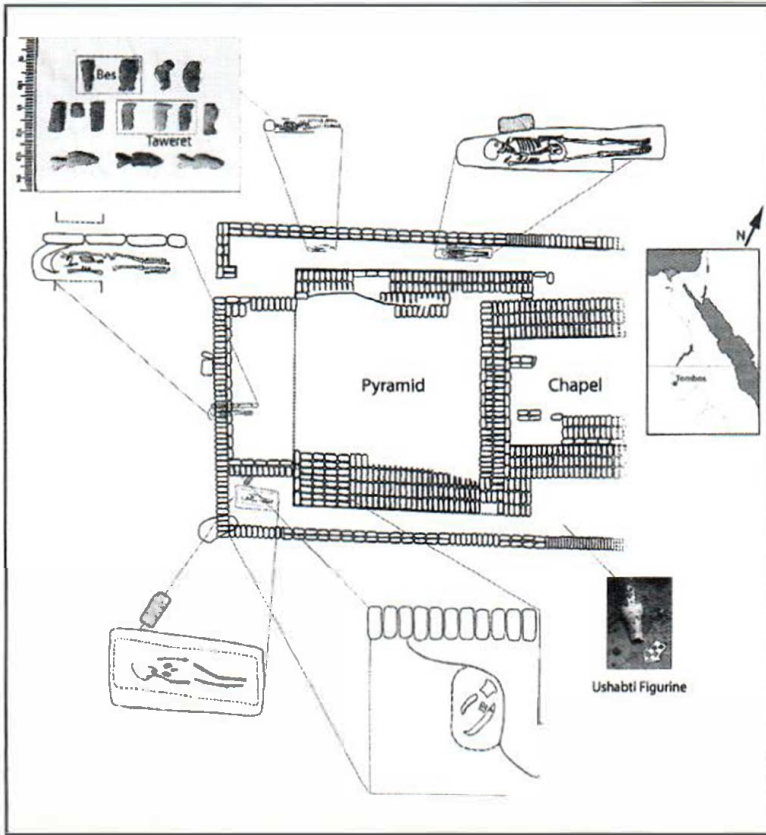 Bes
Taweret
N
Tombos
Pyramid
Chapel
Ushabti Figurine